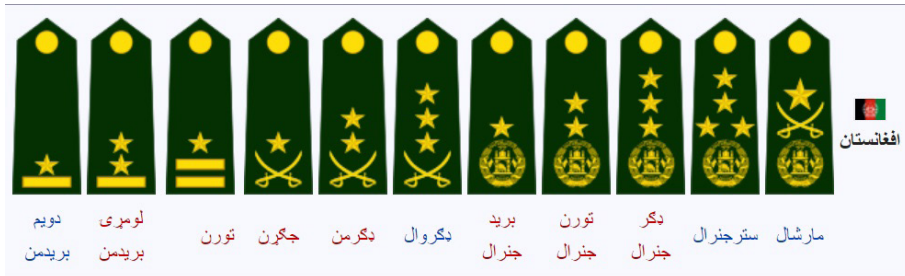 افغانستان
مارشال
سترجنرال
ډګر
جنرال
تورن
جنرال
برید
جنرال
ډګروال
ډګرمن
جګړن
تورن
لومړی
بریدمن
دویم
بریدمن